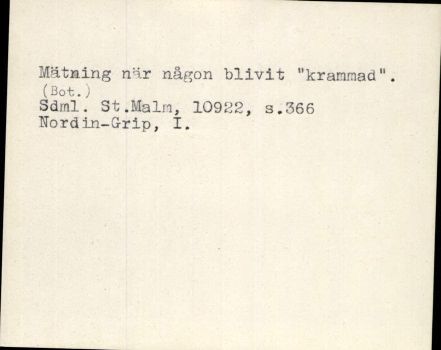 Mätning när någon blivit "krammad".
(Bot.)
Sdml. St.Malm, 10922, s.366
Nordin-Grip, I.